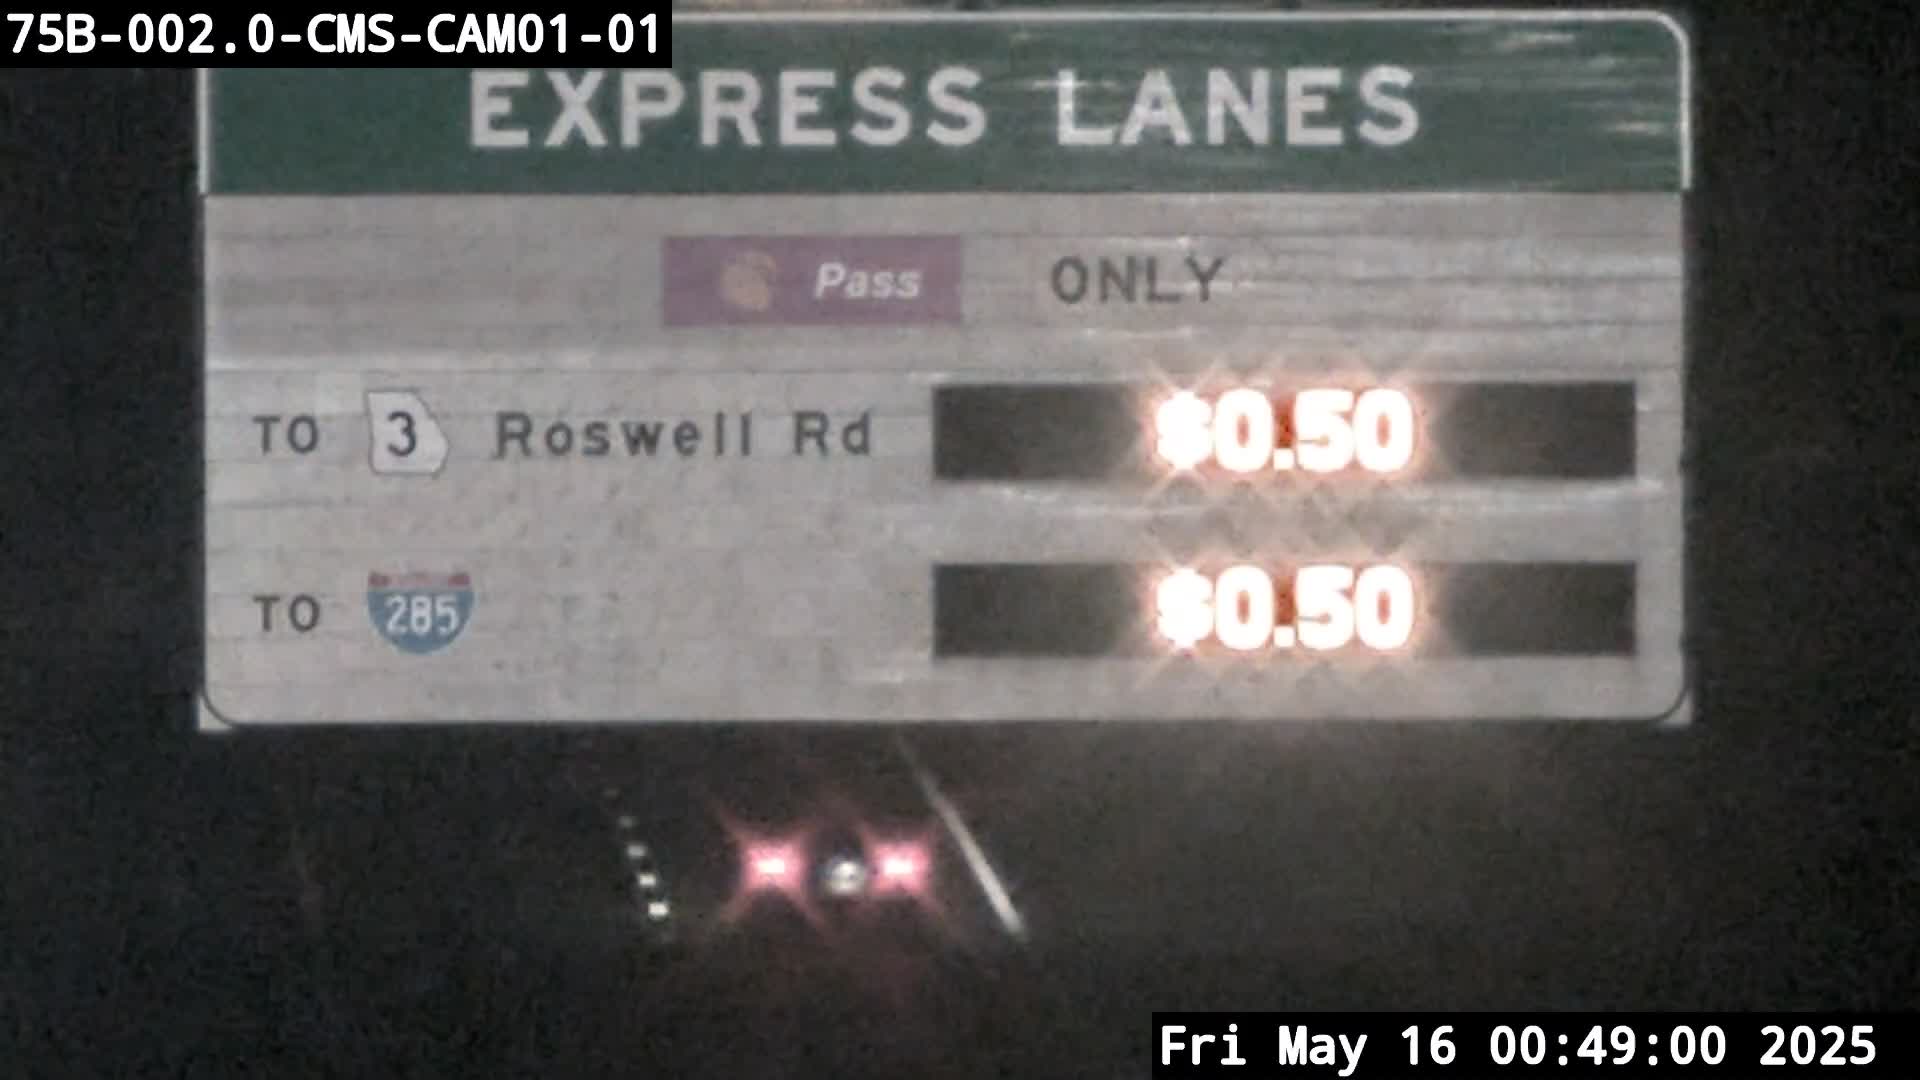 75B-002.0-CMS-CAM01-01
EXPRESS LANES
Pass ONLY
TO 3 Roswell Rd $0.50
TO 285 $0.50
Fri May 16 00:49:00 2025